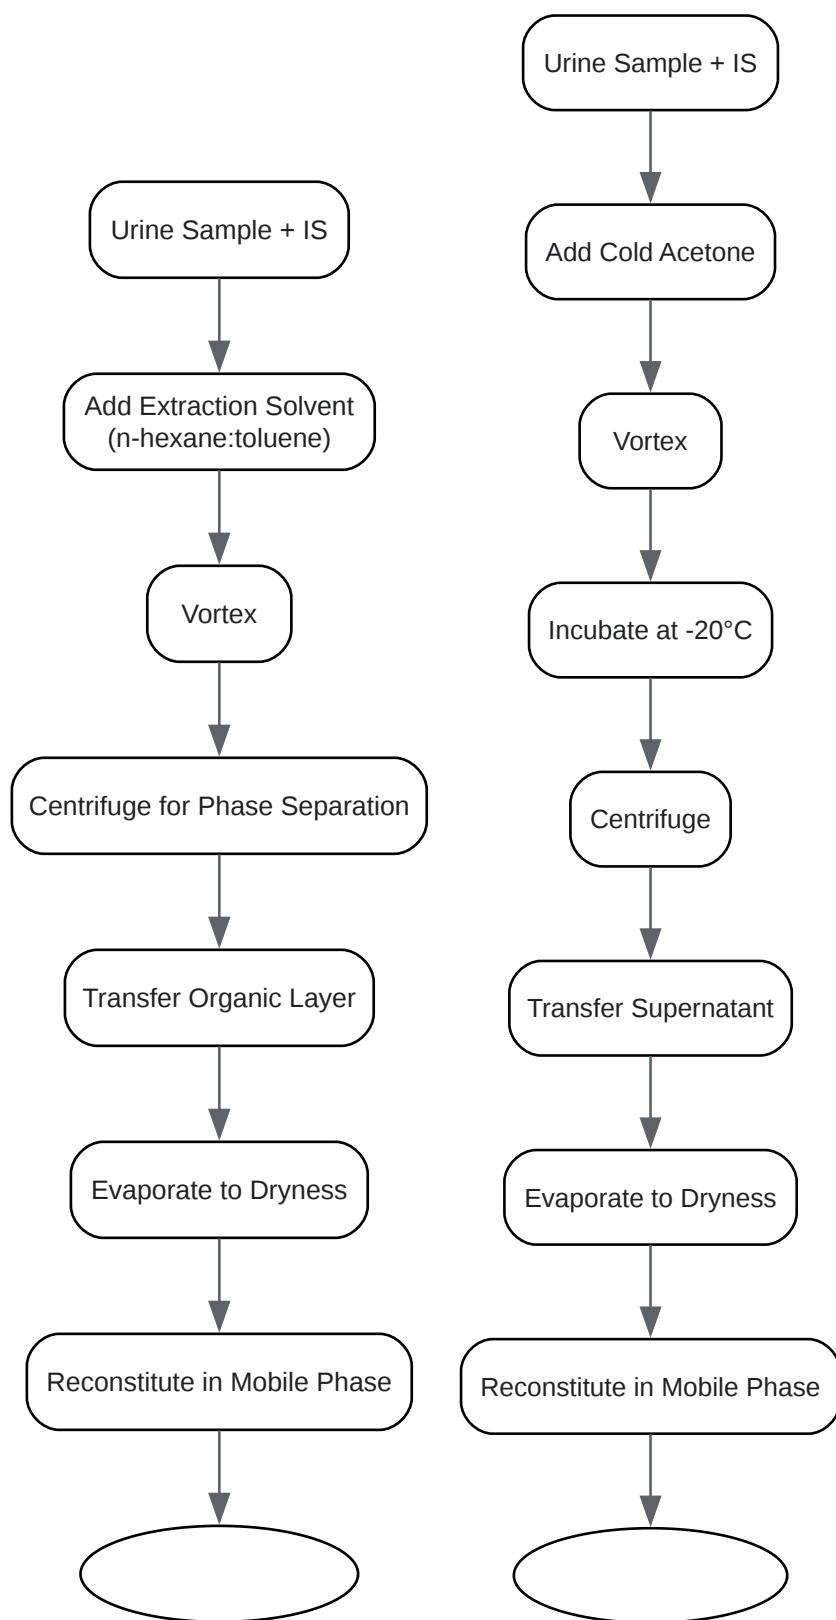 Urine Sample + IS
Add Extraction Solvent
(n-hexane:toluene)
Vortex
Centrifuge for Phase Separation
Transfer Organic Layer
Evaporate to Dryness
Reconstitute in Mobile Phase
Urine Sample + IS
Add Cold Acetone
Vortex
Incubate at -20°C
Centrifuge
Transfer Supernatant
Evaporate to Dryness
Reconstitute in Mobile Phase